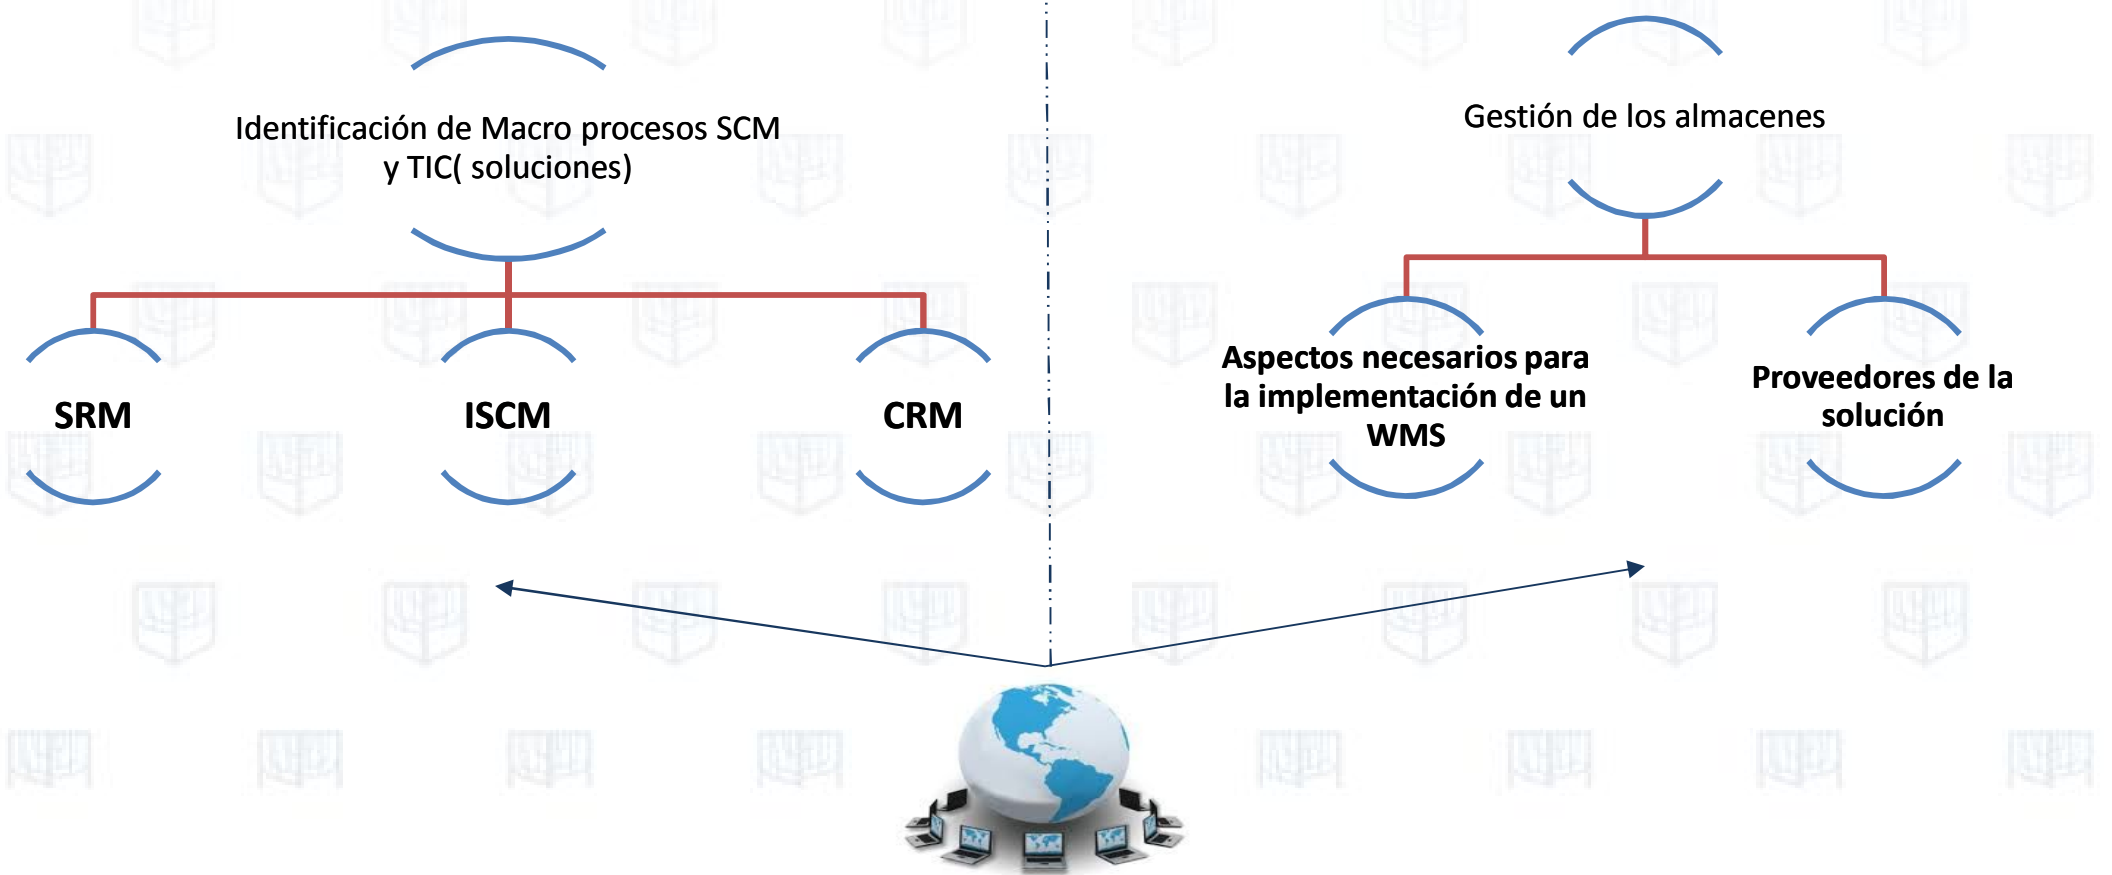 Identificación de Macro procesos SCM
y TIC( soluciones)
SRM
ISCM
CRM
Gestión de los almacenes
Aspectos necesarios para
la implementación de un
WMS
Proveedores de la
solución